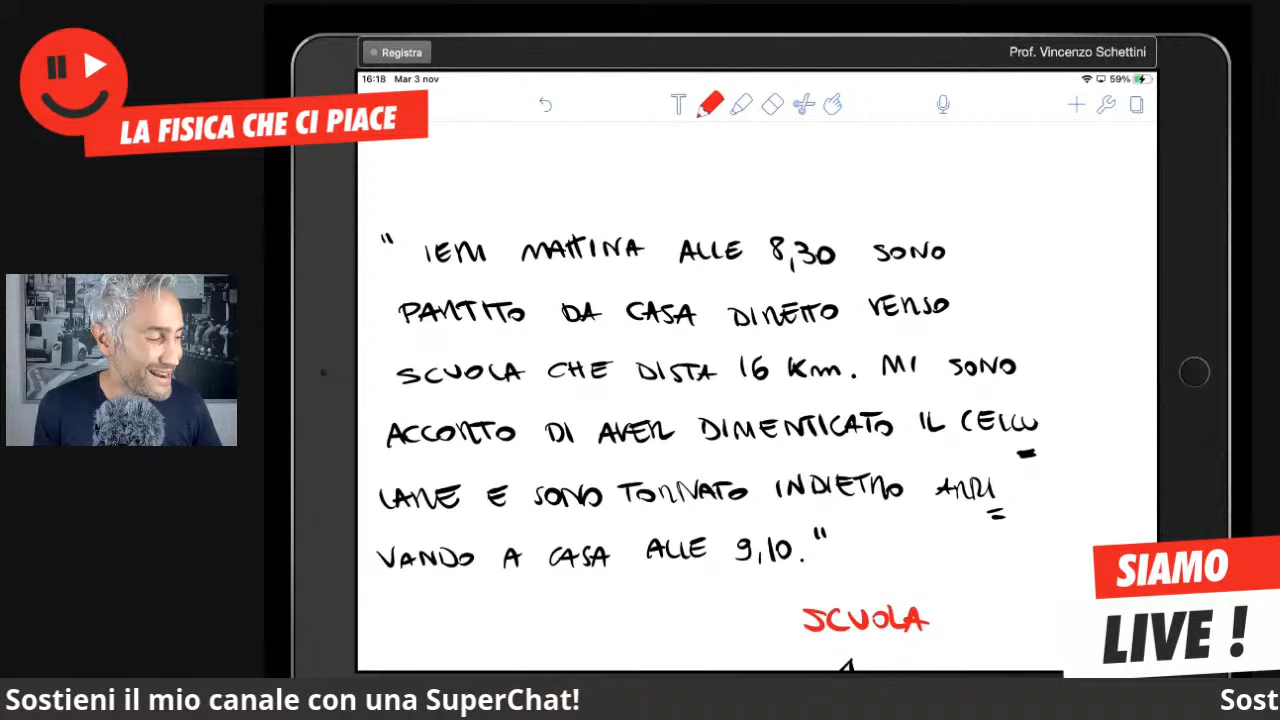 Registra
Prof. Vincenzo Schettini
16:18 Mar 3 nov
59%
LA FISICA CHE CI PIACE
" IERI MATTINA ALLE 8,30 SONO
PARTITO DA CASA DIRETTO VERSO
SCUOLA CHE DISTA 16 Km. MI SONO
ACCORTO DI AVER DIMENTICATO IL CELLU
LARE E SONO TORNATO INDIETRO ARRI
VANDO A CASA ALLE 9,10. "
SCUOLA
SIAMO
LIVE !
Sostieni il mio canale con una SuperChat!
Sost